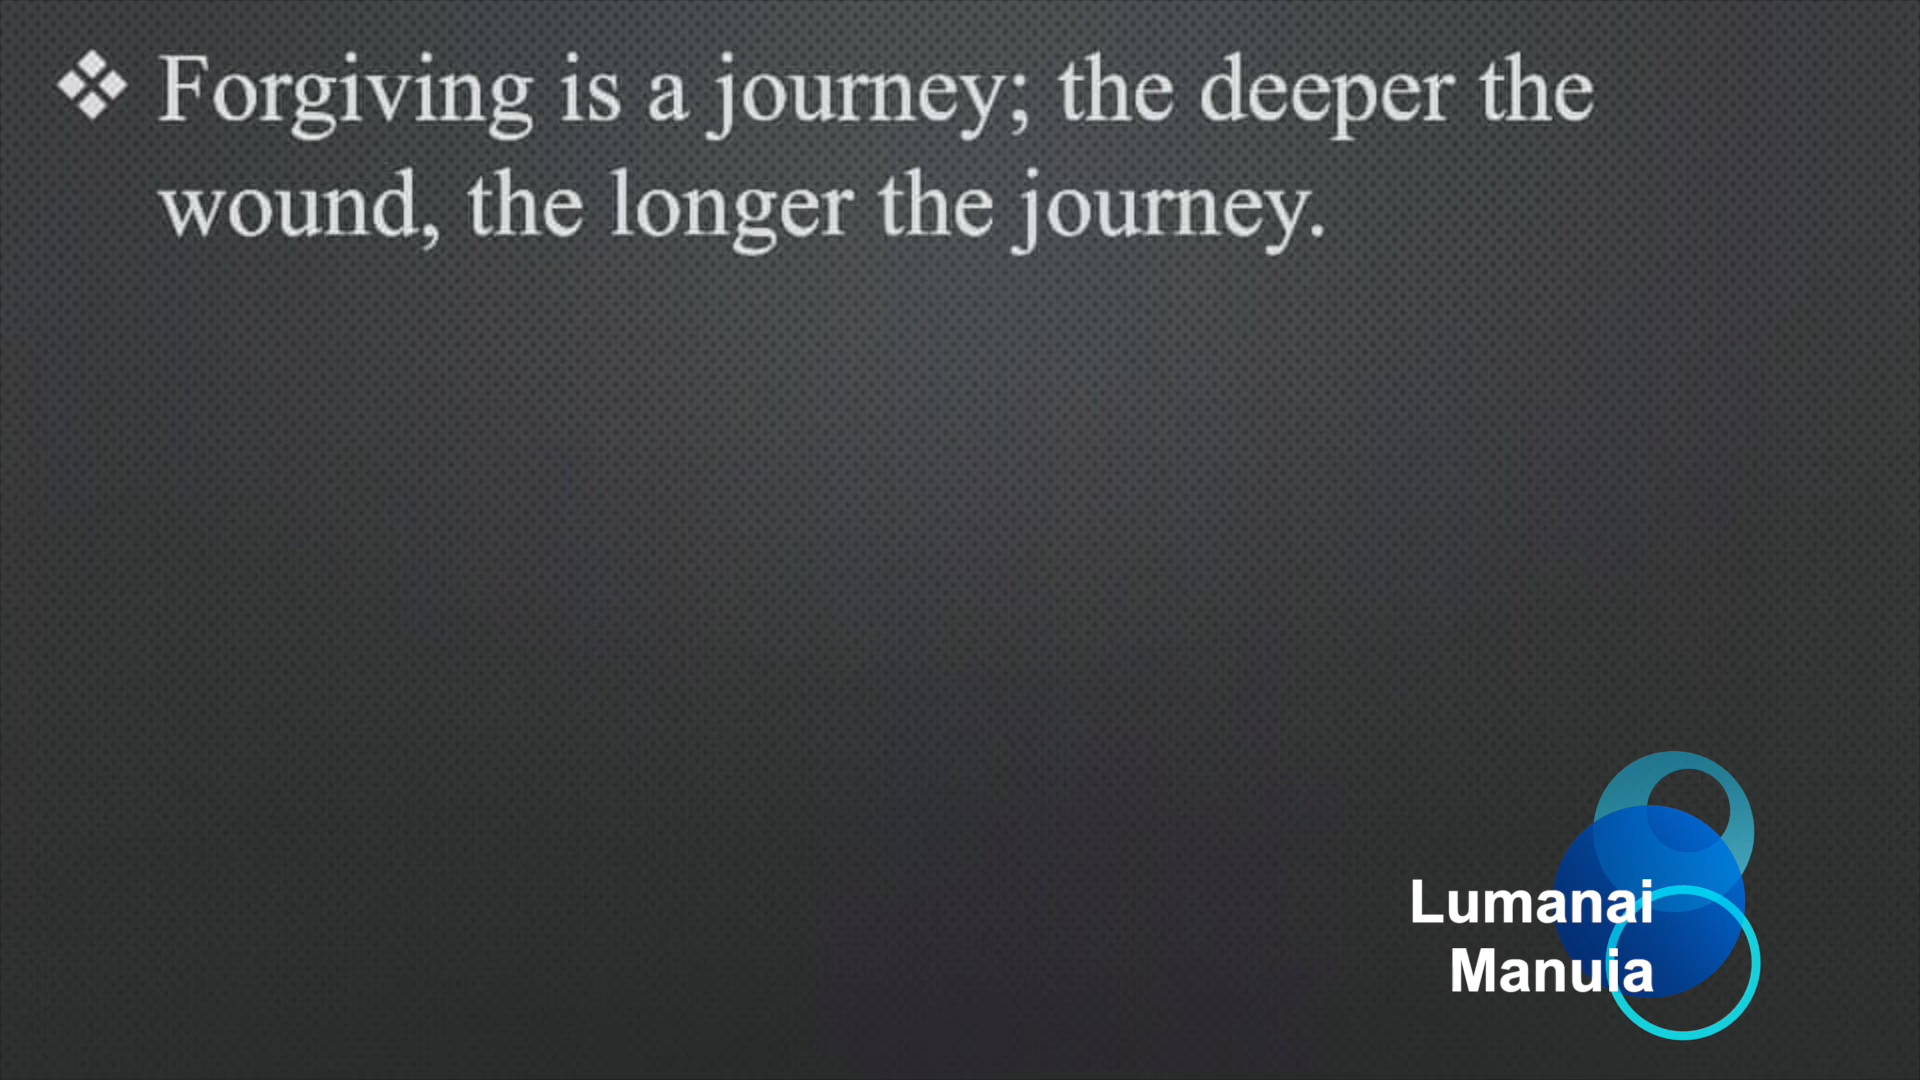 ❖ Forgiving is a journey; the deeper the
wound, the longer the journey.
Lumanai
Manuia